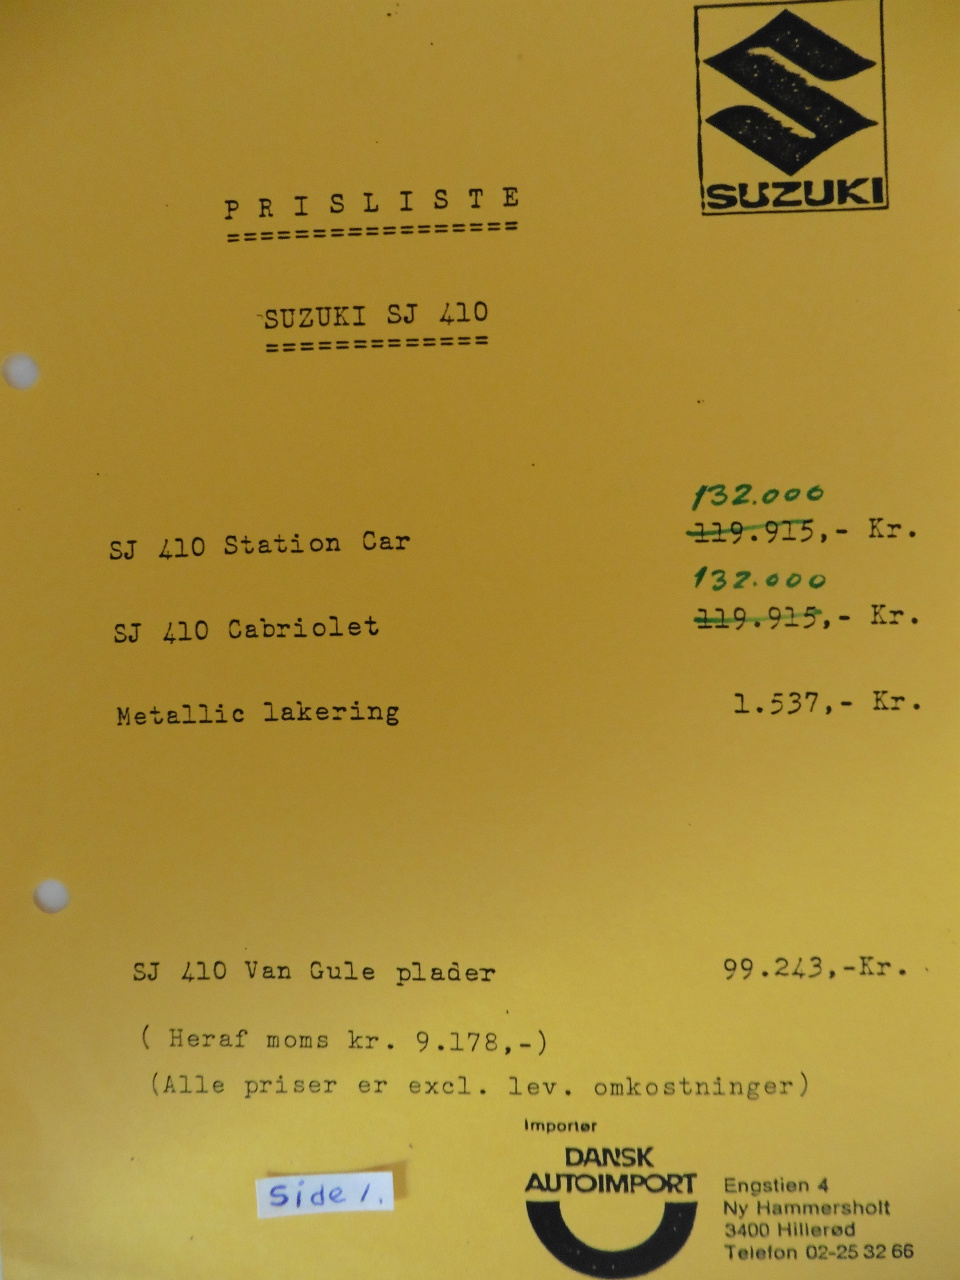 SUZUKI
P R I S L I S T E
=================
SUZUKI SJ 410
=============
132.000
SJ 410 Station Car 119.915,- Kr.
132.000
SJ 410 Cabriolet 119.915,- Kr.
Metallic lakering 1.537,- Kr.
SJ 410 Van Gule plader 99.243,-Kr.
( Heraf moms kr. 9.178,-)
(Alle priser er excl. lev. omkostninger)
Importør
DANSK
AUTOIMPORT
Engstien 4
Ny Hammersholt
3400 Hillerød
Telefon 02-25 32 66
Side 1.